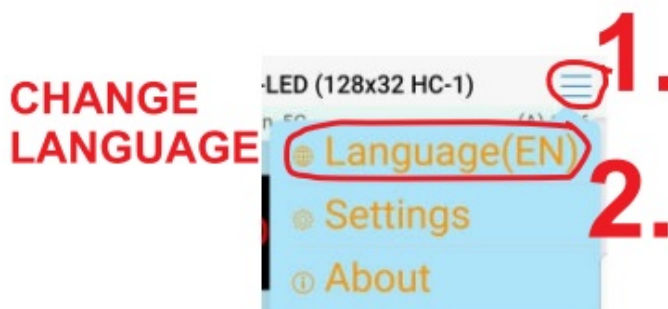 1.
-LED (128x32 HC-1)
CHANGE
LANGUAGE
Language(EN)
2.
Settings
About